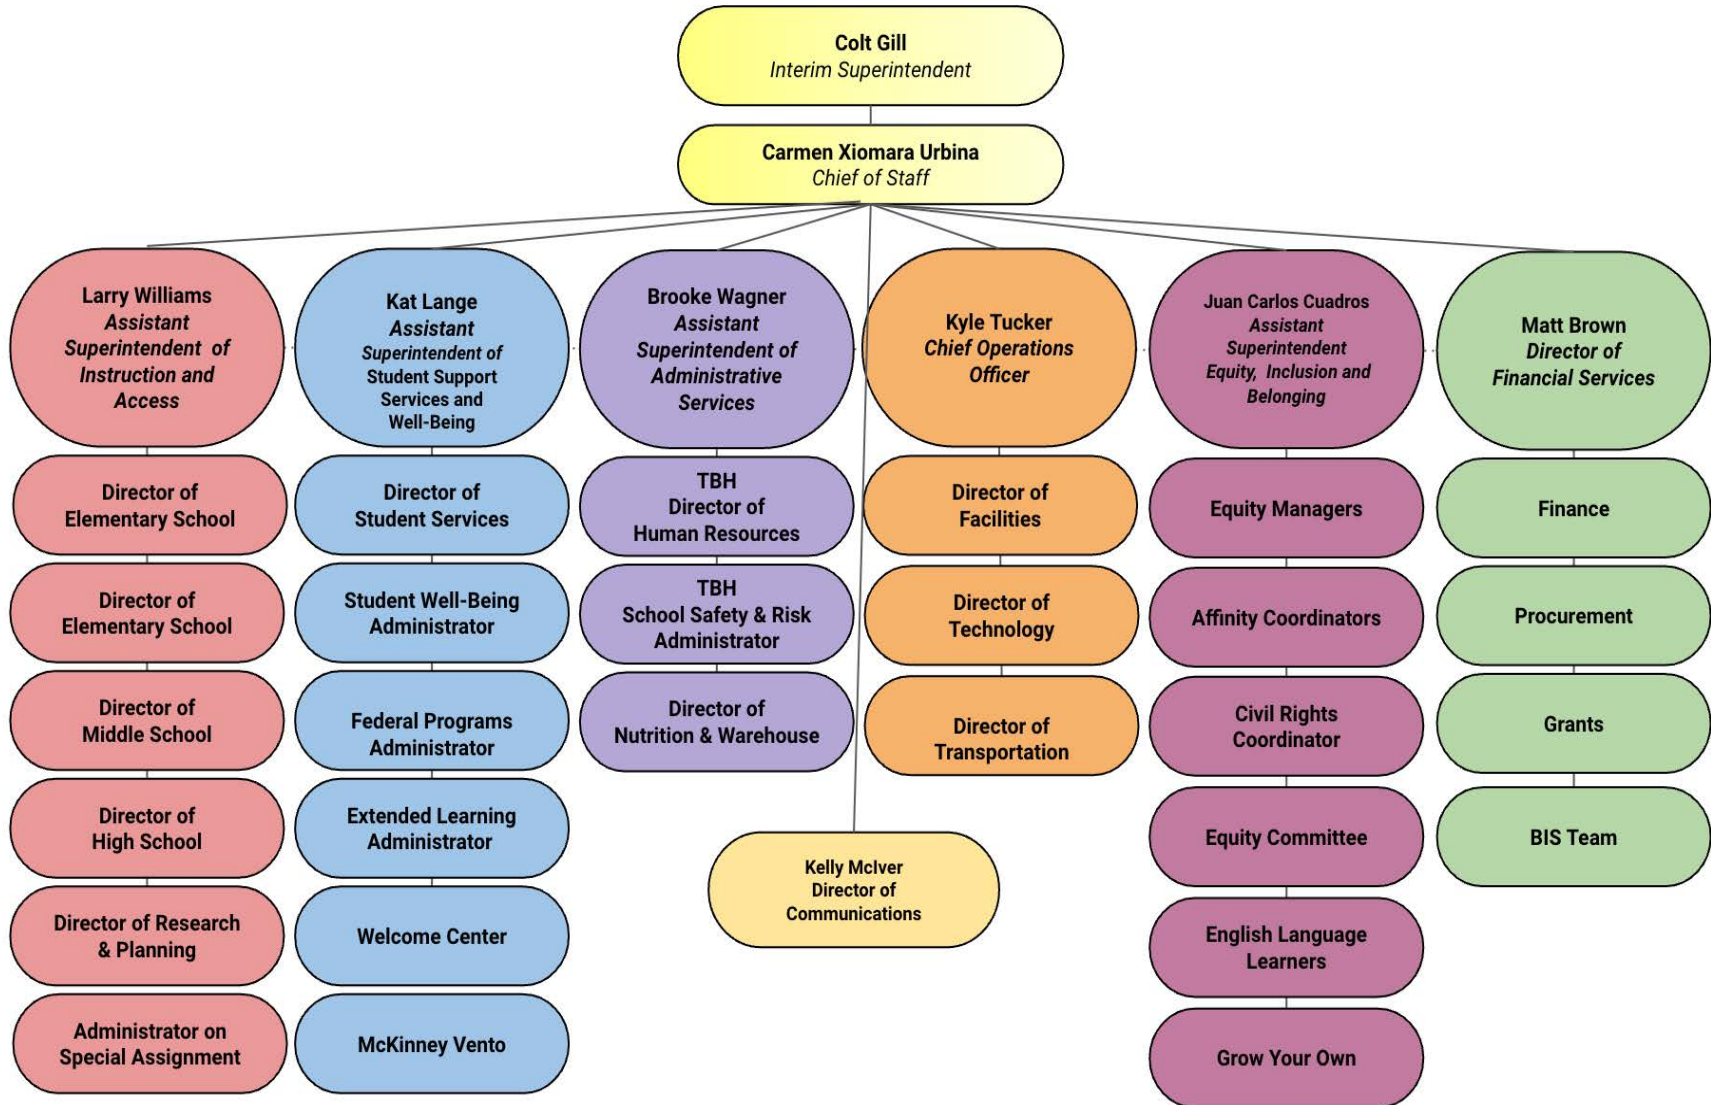 Colt Gill
Interim Superintendent
Carmen Xiomara Urbina
Chief of Staff
Larry Williams
Assistant
Superintendent of
Instruction and
Access
Director of
Elementary School
Director of
Elementary School
Director of
Middle School
Director of
High School
Director of Research
& Planning
Administrator on
Special Assignment
Kat Lange
Assistant
Superintendent of
Student Support
Services and
Well-Being
Director of
Student Services
Student Well-Being
Administrator
Federal Programs
Administrator
Extended Learning
Administrator
Welcome Center
McKinney Vento
Brooke Wagner
Assistant
Superintendent of
Administrative
Services
TBH
Director of
Human Resources
TBH
School Safety & Risk
Administrator
Director of
Nutrition & Warehouse
Kelly McIver
Director of
Communications
Kyle Tucker
Chief Operations
Officer
Director of
Facilities
Director of
Technology
Director of
Transportation
Juan Carlos Cuadros
Assistant
Superintendent
Equity, Inclusion and
Belonging
Equity Managers
Affinity Coordinators
Civil Rights
Coordinator
Equity Committee
English Language
Learners
Grow Your Own
Matt Brown
Director of
Financial Services
Finance
Procurement
Grants
BIS Team